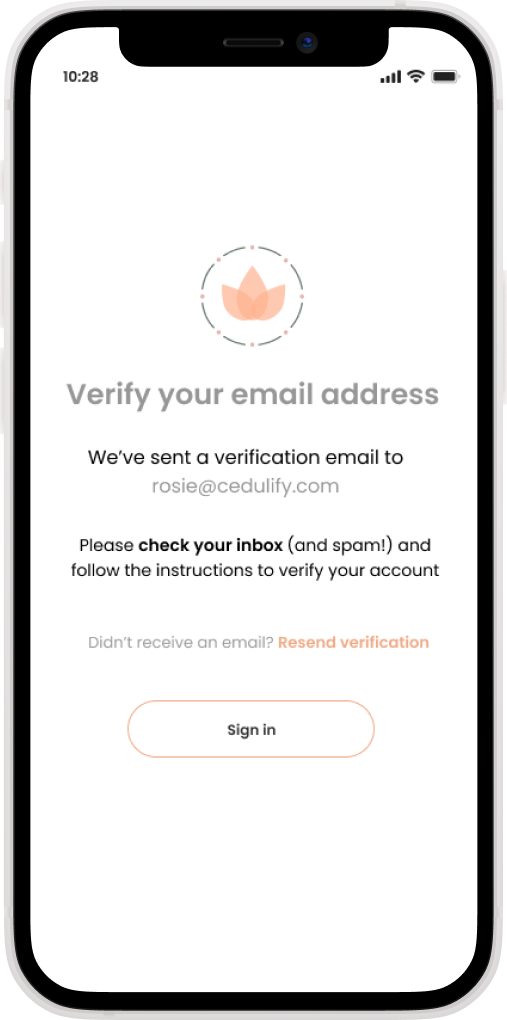 10:28
Verify your email address
We’ve sent a verification email to
rosie@cedulify.com
Please check your inbox (and spam!) and
follow the instructions to verify your account
Didn’t receive an email? Resend verification
Sign in